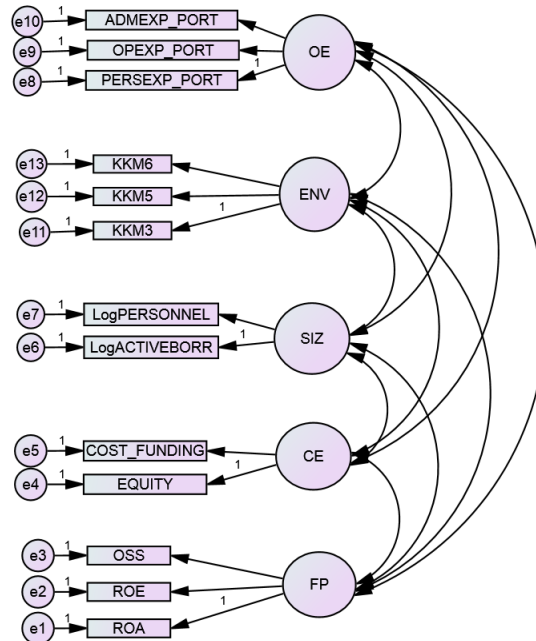 e10 1 ADMEXP_PORT
e9 1 OPEXP_PORT OE
e8 1 PERSEXP_PORT 1
e13 1 KKM6
e12 1 KKM5 ENV
e11 1 KKM3 1
e7 1 LogPERSONNEL
SIZ
e6 1 LogACTIVEBORR 1
e5 1 COST_FUNDING
CE
e4 1 EQUITY 1
e3 1 OSS
e2 1 ROE FP
e1 1 ROA 1